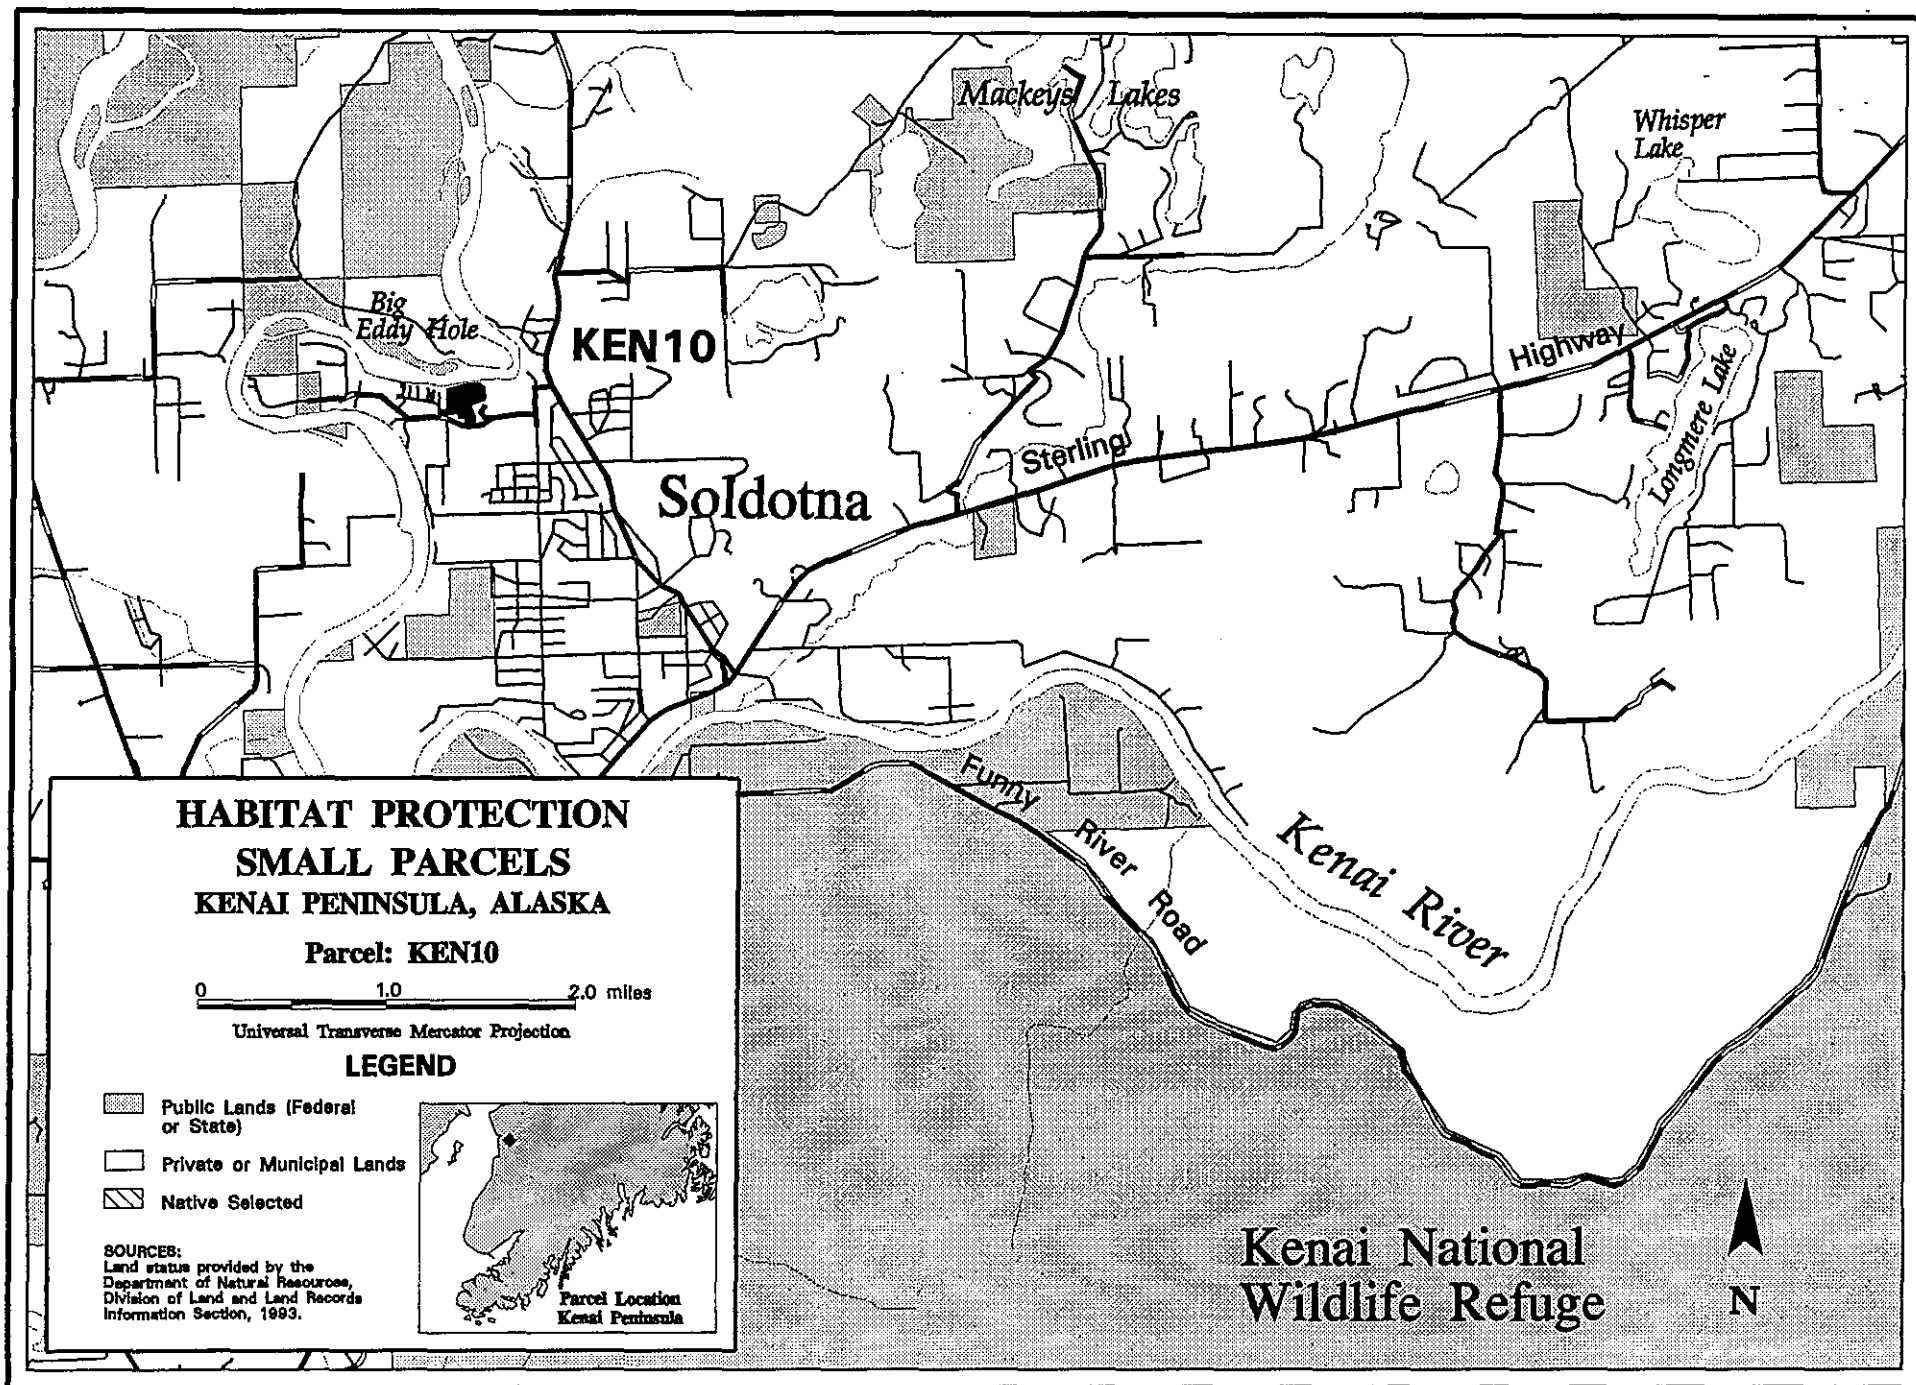 Mackeys Lakes
Whisper
Lake
Big
Eddy Hole
KEN10
Highway
Longmere Lake
Sterling
Soldotna
Funny River Road
Kenai River
Kenai National
Wildlife Refuge
N
HABITAT PROTECTION
SMALL PARCELS
KENAI PENINSULA, ALASKA
Parcel: KEN10
0 1.0 2.0 miles
Universal Transverse Mercator Projection
LEGEND
Public Lands (Federal
or State)
Private or Municipal Lands
Native Selected
SOURCES:
Land status provided by the
Department of Natural Resources,
Division of Land and Land Records
Information Section, 1993.
Parcel Location
Kenai Peninsula